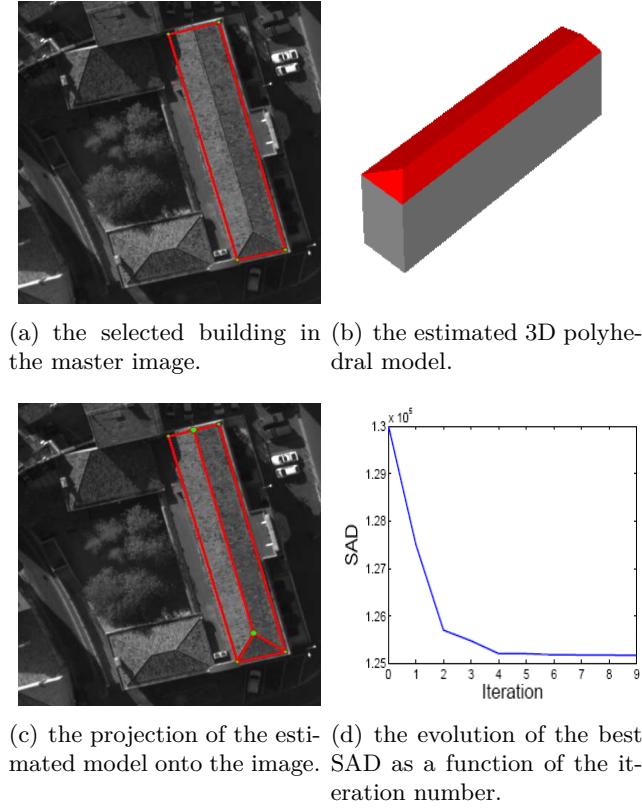 (a) the selected building in
the master image.
(b) the estimated 3D polyhe-
dral model.
× 10⁵
1.3
1.29
1.28
1.27
1.26
1.25
SAD
0 1 2 3 4 5 6 7 8 9
Iteration
(c) the projection of the esti-
mated model onto the image.
(d) the evolution of the best
SAD as a function of the it-
eration number.